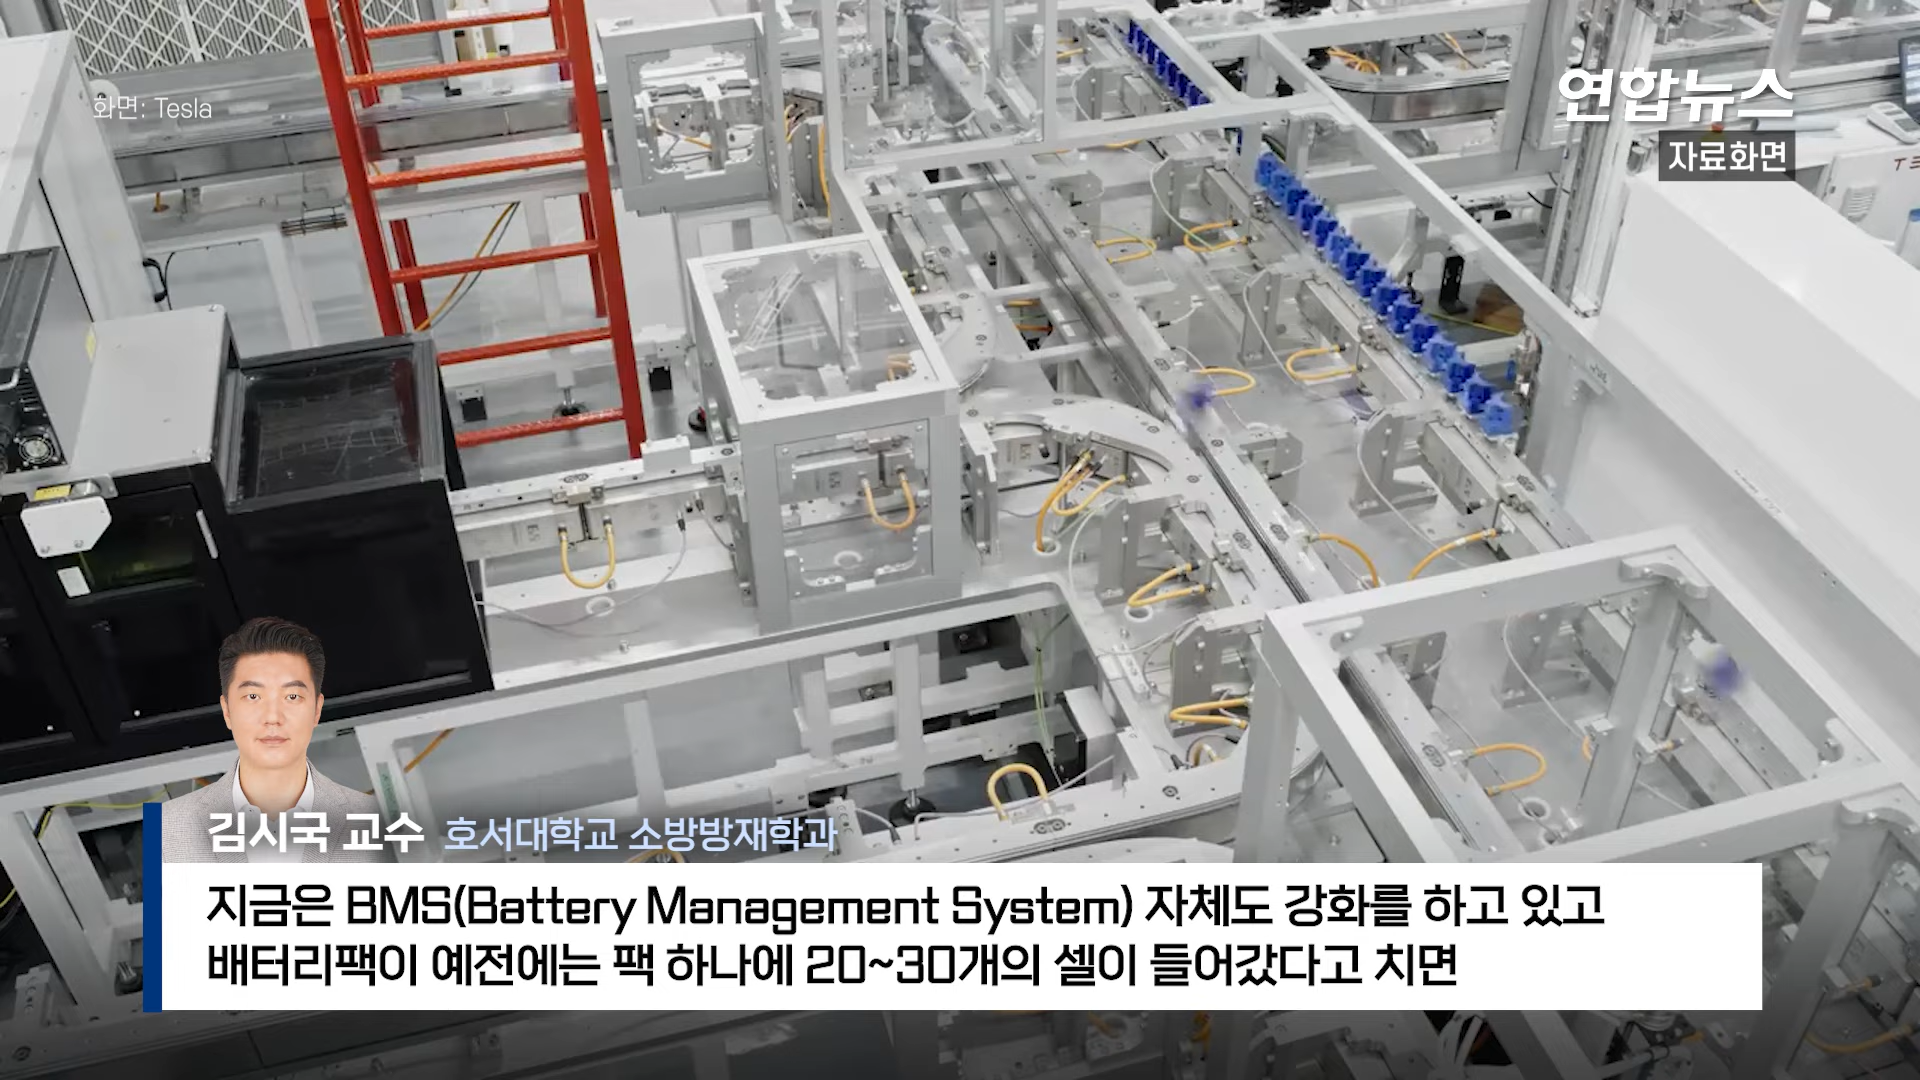 화면: Tesla
연합뉴스
자료화면
김시국 교수 호서대학교 소방방재학과
지금은 BMS(Battery Management System) 자체도 강화를 하고 있고
배터리팩이 예전에는 팩 하나에 20~30개의 셀이 들어갔다고 치면